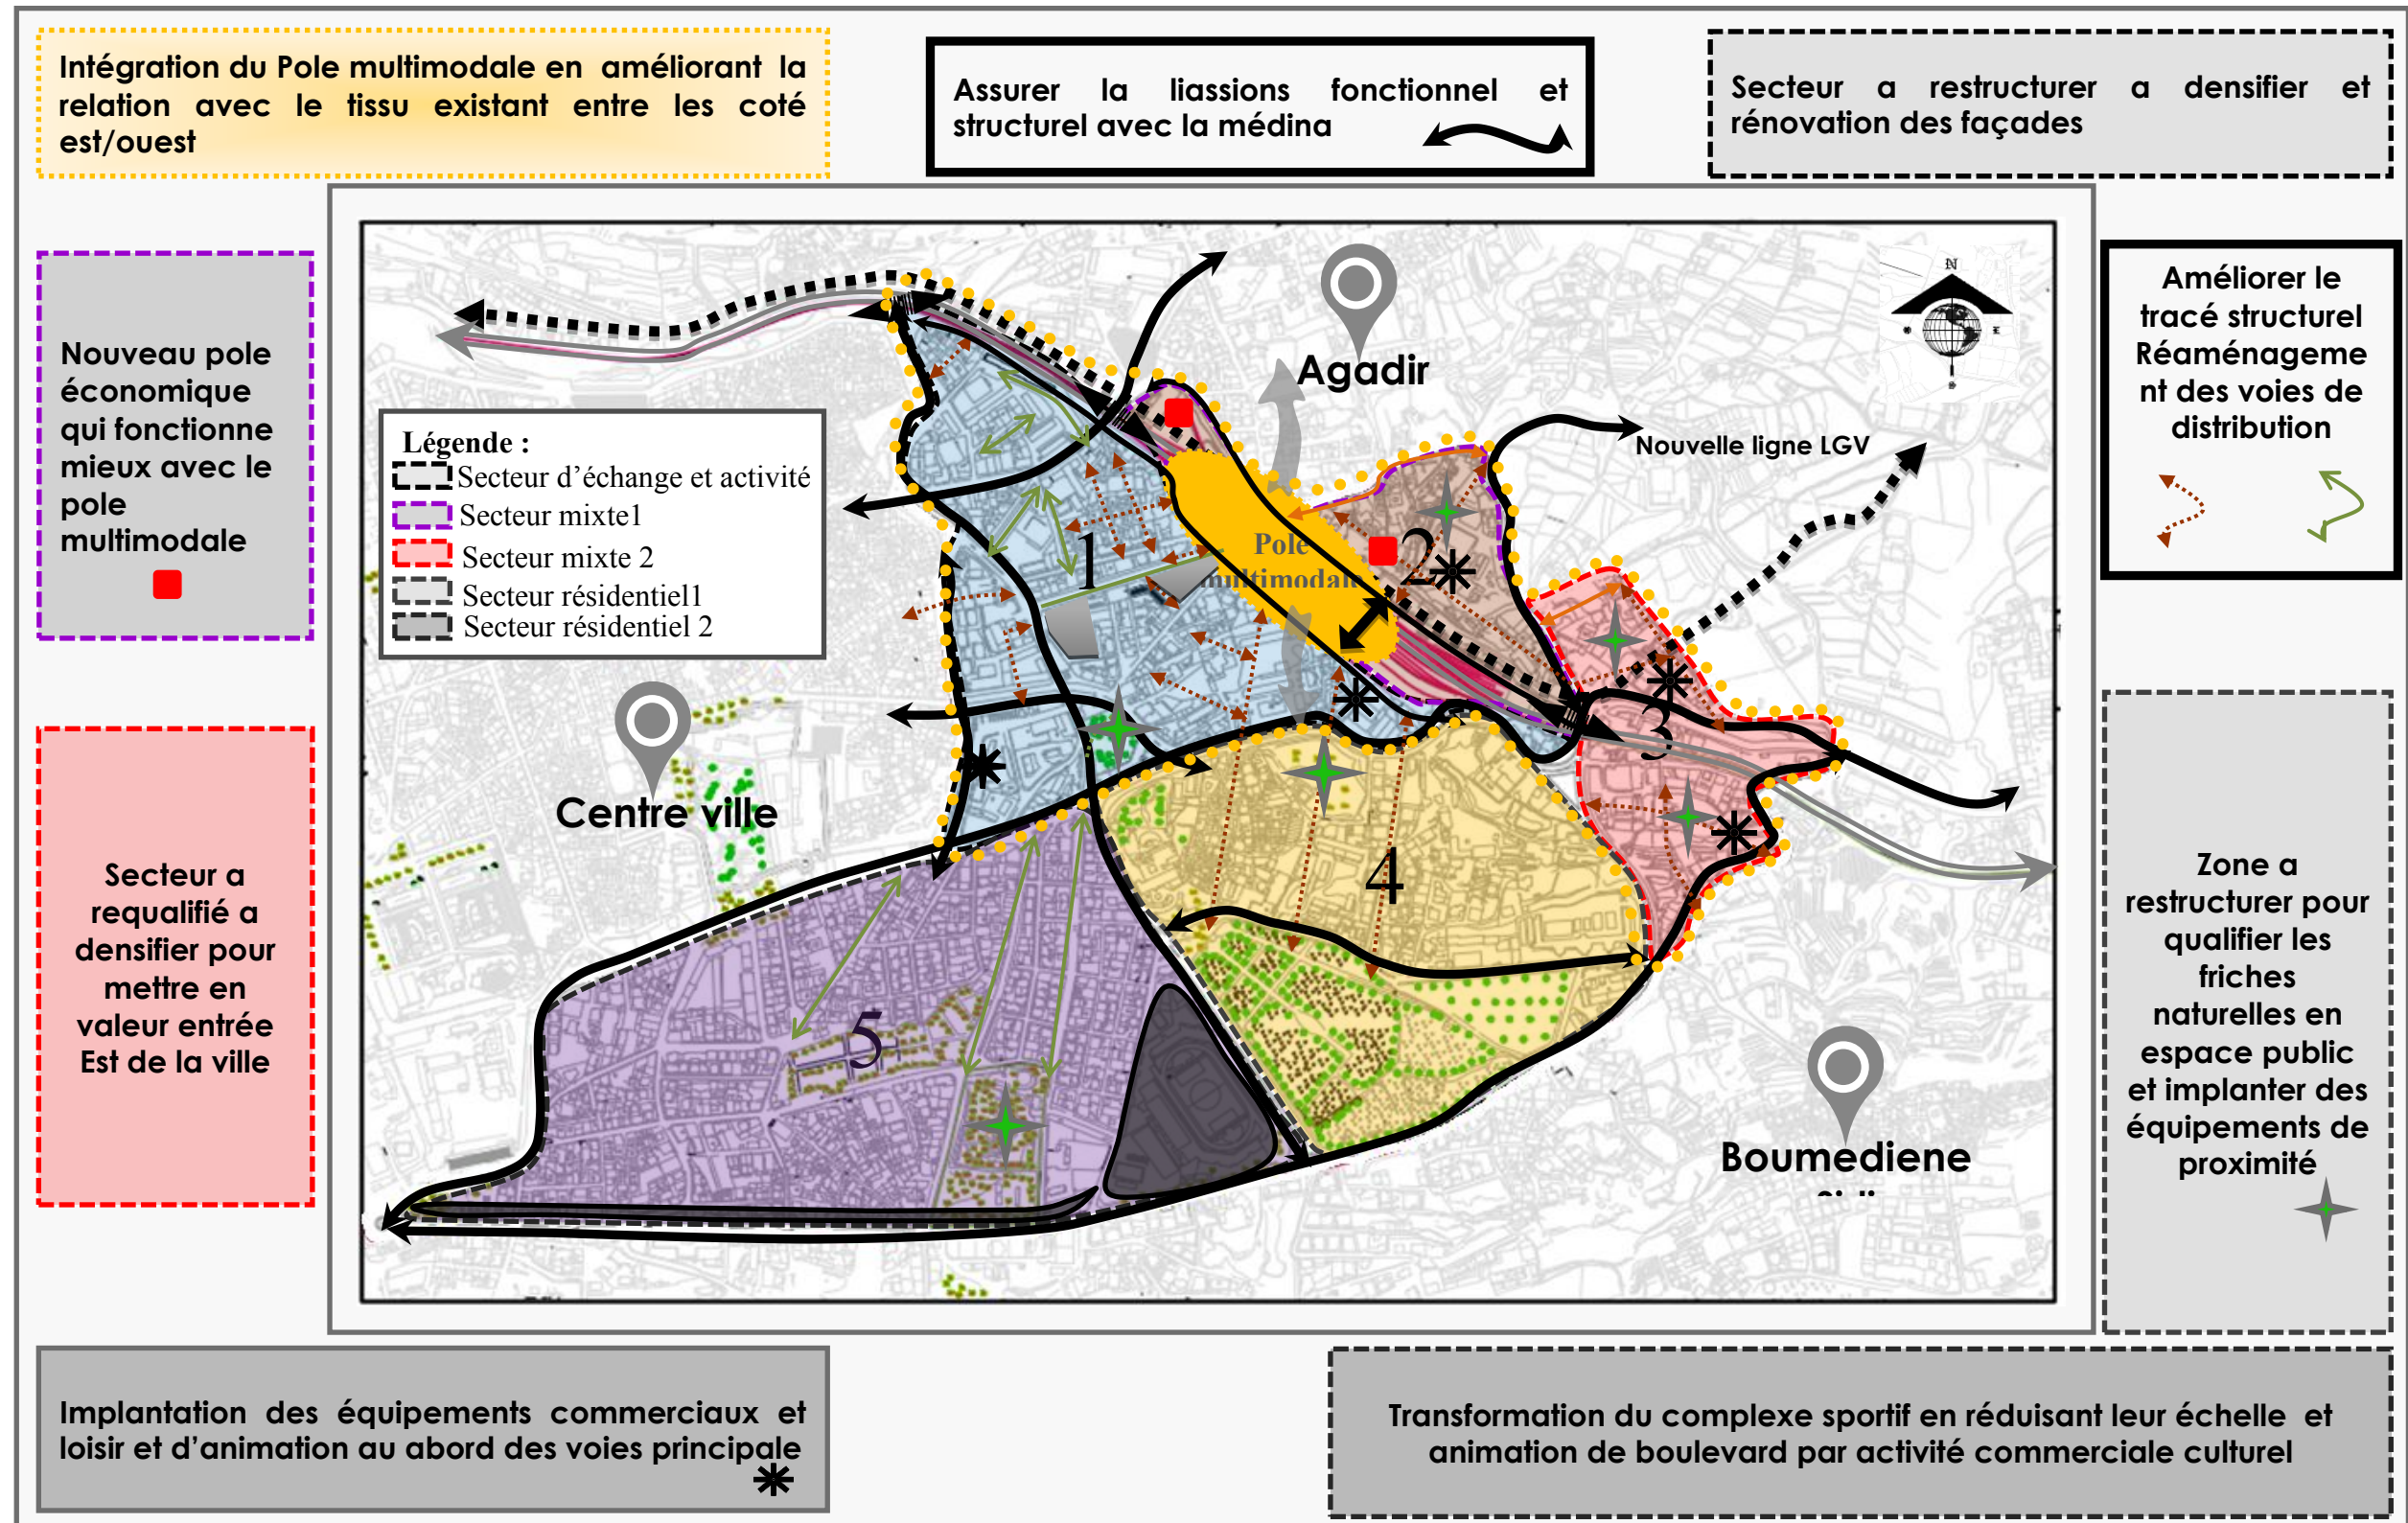 Intégration du Pole multimodale en améliorant la
relation avec le tissu existant entre les coté
est/ouest
Assurer la liassions fonctionnel et
structurel avec la médina
Secteur a restructurer a densifier et
rénovation des façades
Nouveau pole
économique
qui fonctionne
mieux avec le
pole
multimodale
Secteur a
requalifié a
densifier pour
mettre en
valeur entrée
Est de la ville
Légende :
Secteur d’échange et activité
Secteur mixte1
Secteur mixte 2
Secteur résidentiel1
Secteur résidentiel 2
N
Agadir
Nouvelle ligne LGV
Pole
multimodale
1
2
3
4
5
Centre ville
Boumediene
Améliorer le
tracé structurel
Réaménageme
nt des voies de
distribution
Zone a
restructurer pour
qualifier les
friches
naturelles en
espace public
et implanter des
équipements de
proximité
Implantation des équipements commerciaux et
loisir et d’animation au abord des voies principale
Transformation du complexe sportif en réduisant leur échelle et
animation de boulevard par activité commerciale culturel